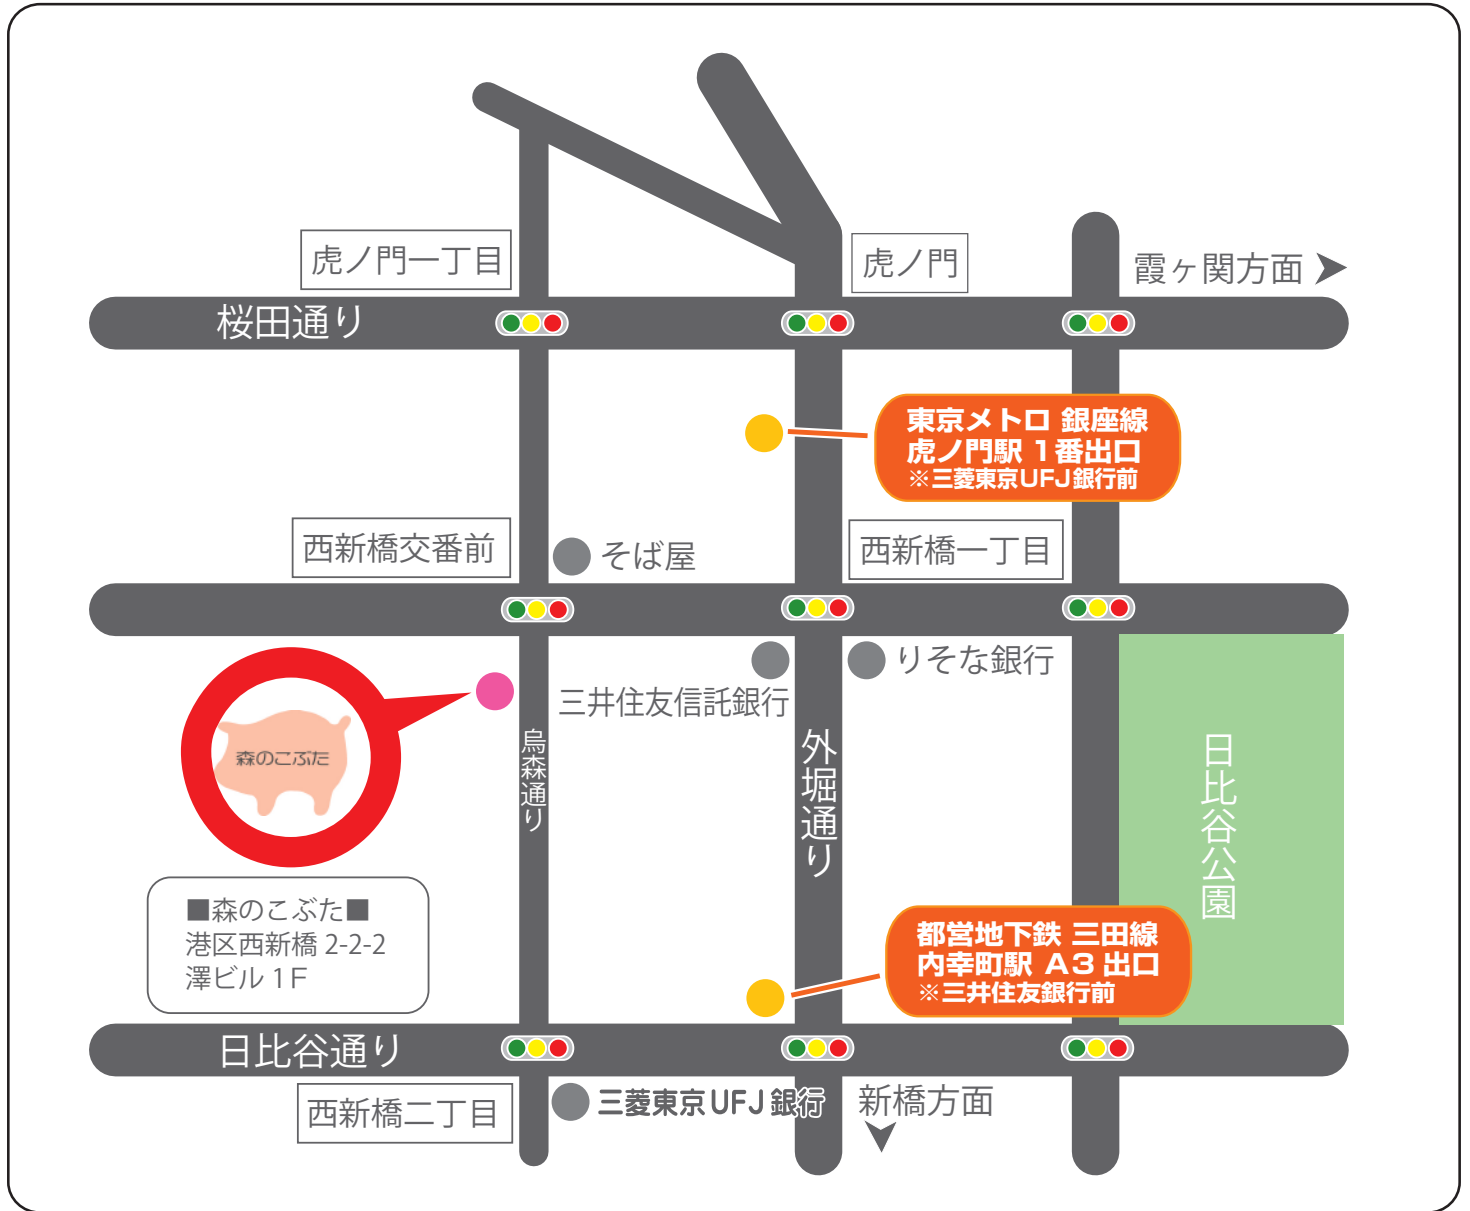 虎ノ門一丁目
虎ノ門
霞ヶ関方面
桜田通り
東京メトロ 銀座線
虎ノ門駅 1番出口
※三菱東京UFJ銀行前
西新橋交番前
そば屋
西新橋一丁目
りそな銀行
三井住友信託銀行
森のこぶた
烏森通り
外堀通り
日比谷公園
■森のこぶた■
港区西新橋 2-2-2
澤ビル 1F
都営地下鉄 三田線
内幸町駅 A3 出口
※三井住友銀行前
日比谷通り
西新橋二丁目
三菱東京UFJ 銀行
新橋方面